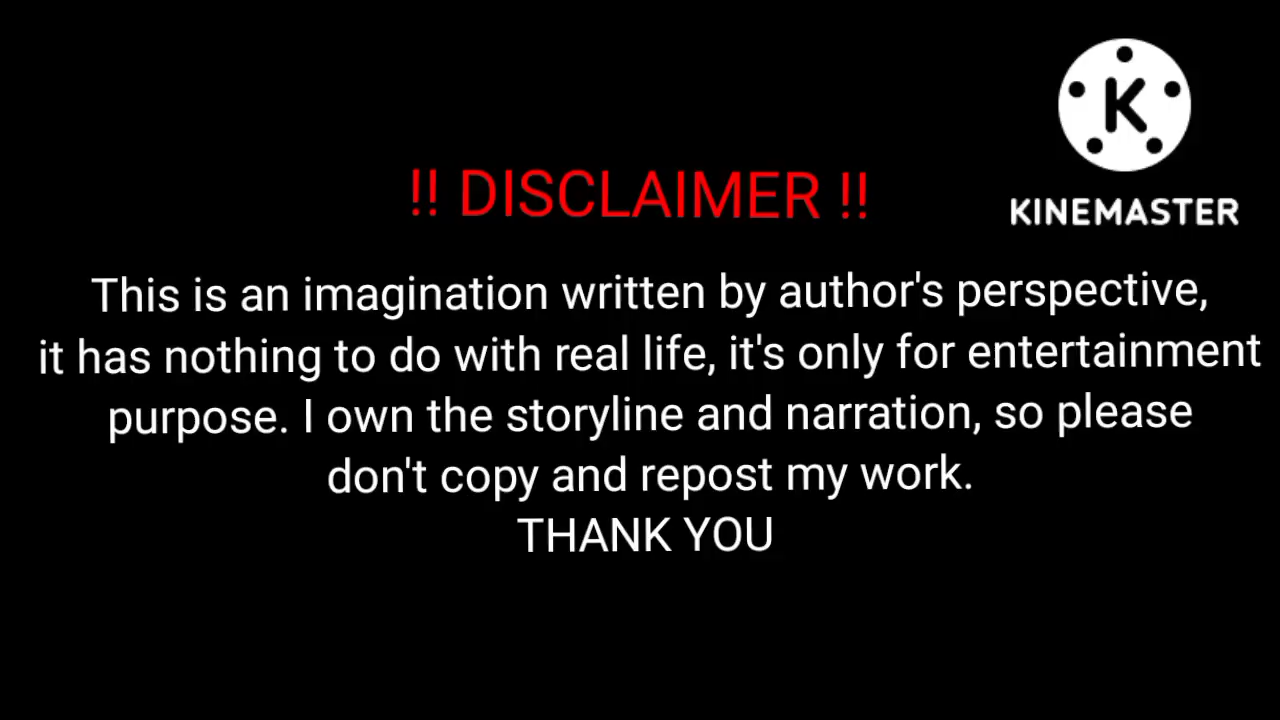 K
KINEMASTER
!! DISCLAIMER !!
This is an imagination written by author's perspective,
it has nothing to do with real life, it's only for entertainment
purpose. I own the storyline and narration, so please
don't copy and repost my work.
THANK YOU